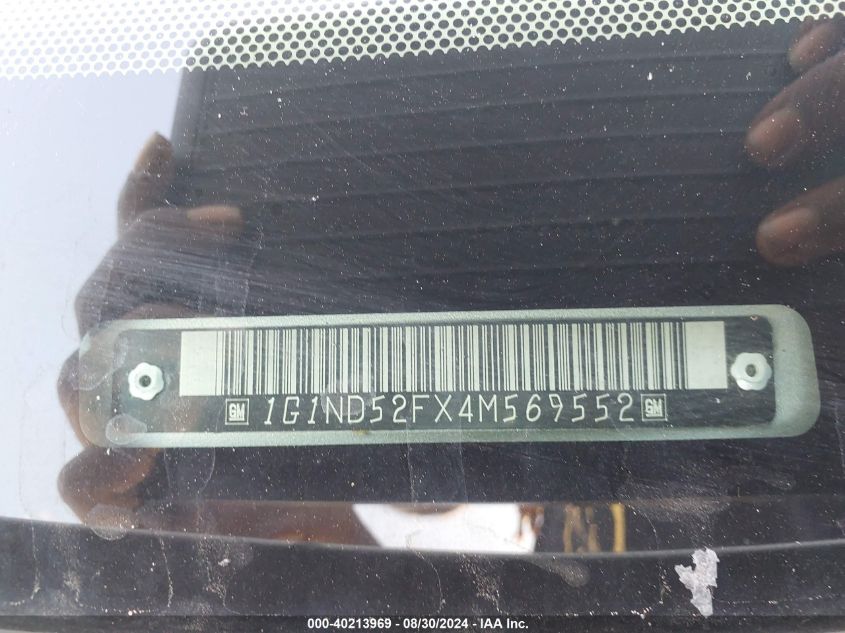 GM 1G1ND52FX4M569552 GM
000-40213969 - 08/30/2024 - IAA Inc.